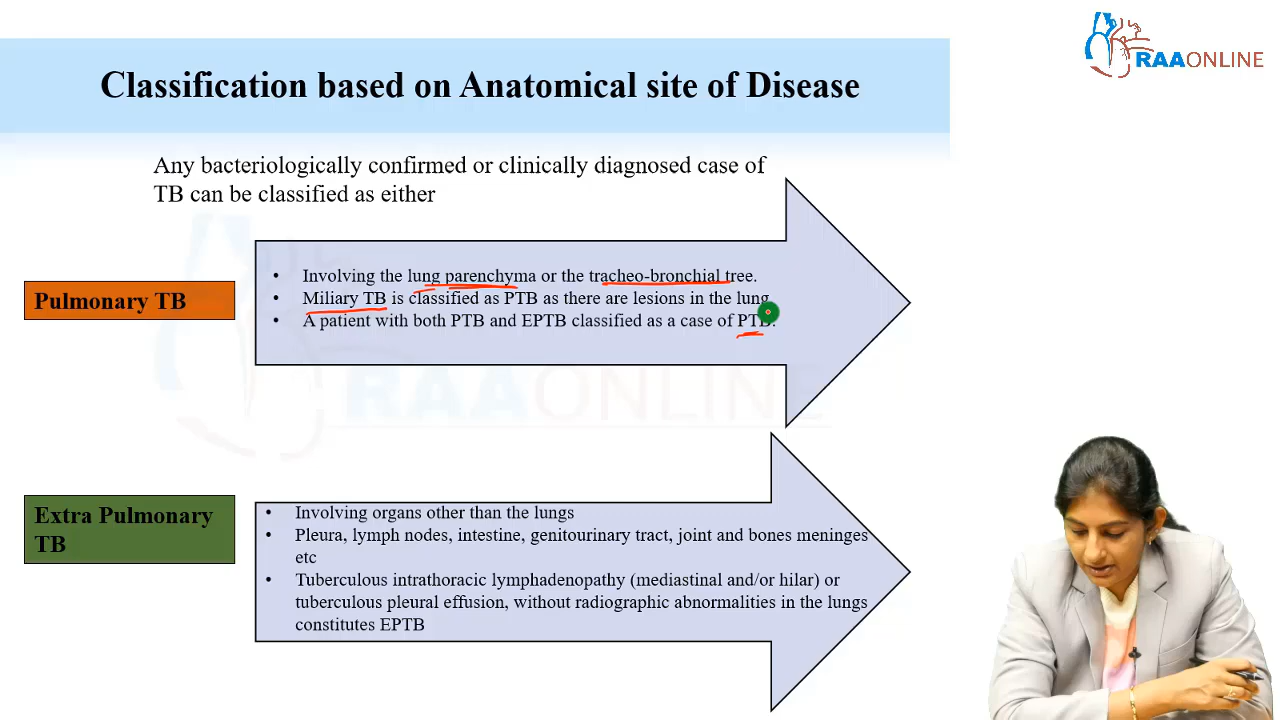 RAAONLINE
Classification based on Anatomical site of Disease
Any bacteriologically confirmed or clinically diagnosed case of
TB can be classified as either
Pulmonary TB
• Involving the lung parenchyma or the tracheo-bronchial tree.
• Miliary TB is classified as PTB as there are lesions in the lung
• A patient with both PTB and EPTB classified as a case of PTB.
RAAONLINE
Extra Pulmonary
TB
• Involving organs other than the lungs
• Pleura, lymph nodes, intestine, genitourinary tract, joint and bones meninges
etc
• Tuberculous intrathoracic lymphadenopathy (mediastinal and/or hilar) or
tuberculous pleural effusion, without radiographic abnormalities in the lungs
constitutes EPTB